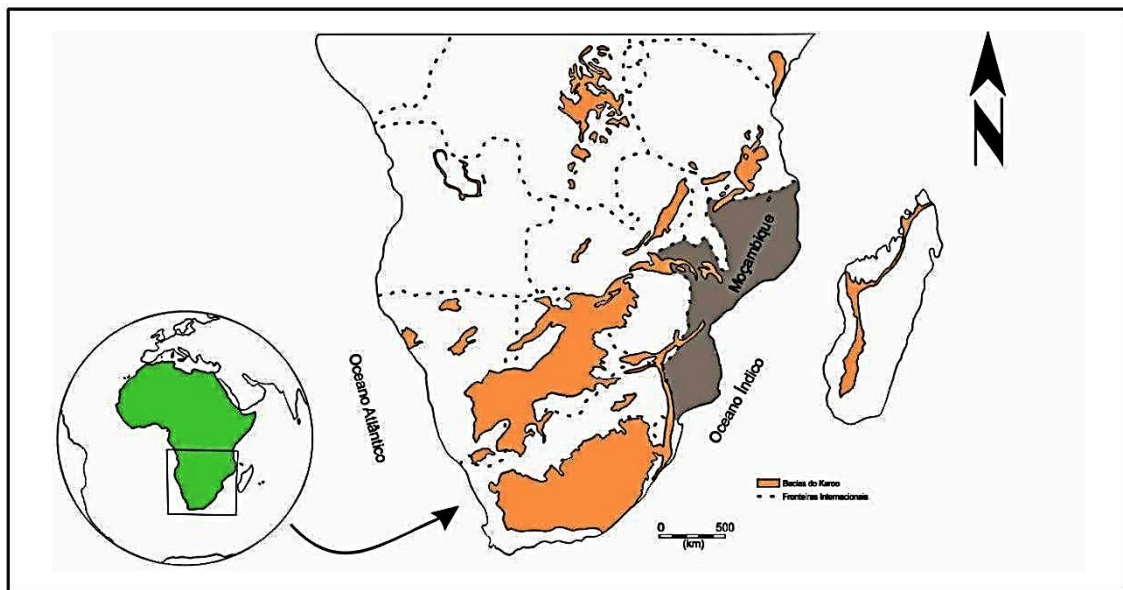 N
Moçambique
Oceano Atlântico
Oceano Índico
Bacias do Karoo
Fronteiras Internacionais
0 500
(km)